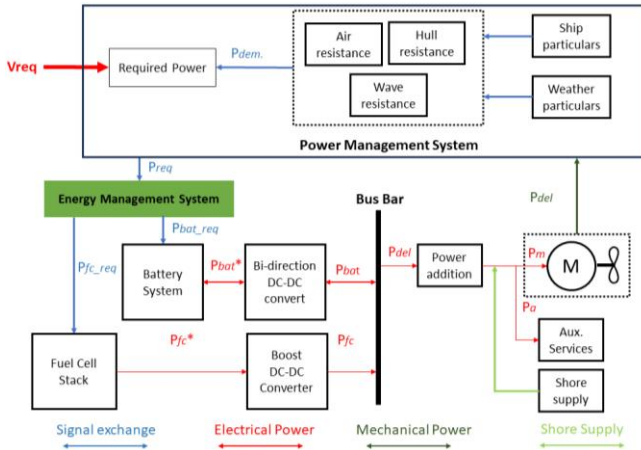 Air
resistance
Hull
resistance
Ship
particulars
Pdem.
Vreq
Required Power
Wave
resistance
Weather
particulars
Power Management System
Preq
Pdel
Energy Management System
Bus Bar
Pbat_req
Pfc_req
Battery
System
Pbat*
Bi-direction
DC-DC
convert
Pbat
Pdel
Power
addition
Pm
M
Pa
Fuel Cell
Stack
Pfc*
Boost
DC-DC
Converter
Pfc
Aux.
Services
Shore
supply
Signal exchange
Electrical Power
Mechanical Power
Shore Supply